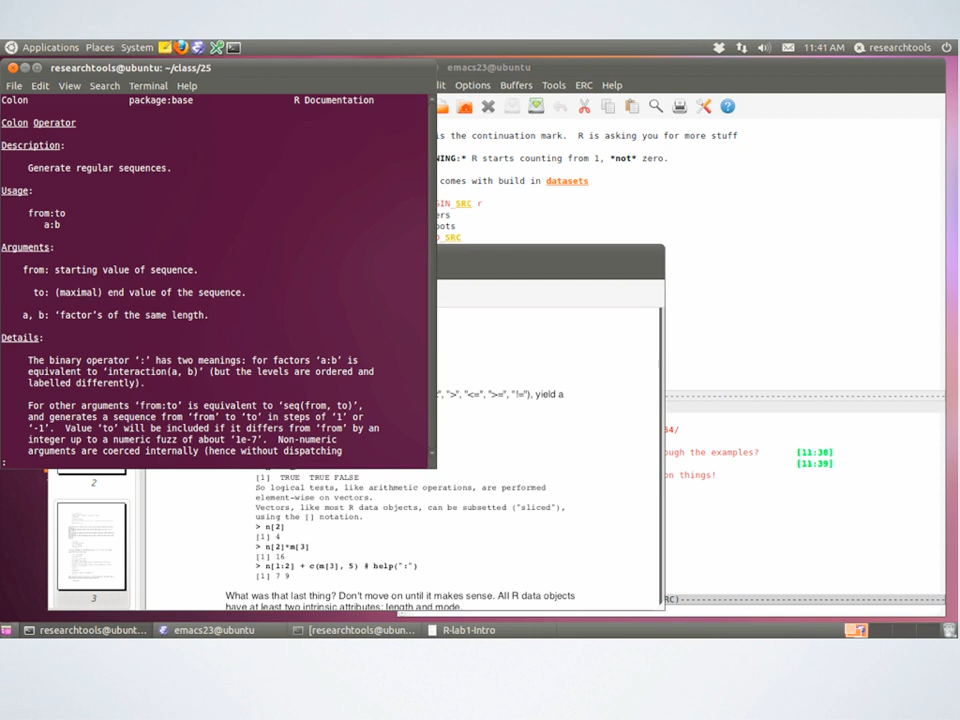 Applications Places System
11:41 AM researchtools
researchtools@ubuntu: ~/class/25
File Edit View Search Terminal Help
Colon package:base R Documentation
Colon Operator
Description:
Generate regular sequences.
Usage:
from:to
a:b
Arguments:
from: starting value of sequence.
to: (maximal) end value of the sequence.
a, b: ‘factor’s of the same length.
Details:
The binary operator ‘:’ has two meanings: for factors ‘a:b’ is
equivalent to ‘interaction(a, b)’ (but the levels are ordered and
labelled differently).
For other arguments ‘from:to’ is equivalent to ‘seq(from, to)’,
and generates a sequence from ‘from’ to ‘to’ in steps of ‘1’ or
‘-1’. Value ‘to’ will be included if it differs from ‘from’ by an
integer up to a numeric fuzz of about ‘1e-7’. Non-numeric
arguments are coerced internally (hence without dispatching
:
emacs23@ubuntu
Options Buffers Tools ERC Help
is the continuation mark. R is asking you for more stuff
NING:* R starts counting from 1, *not* zero.
comes with build in datasets
GIN_SRC r
ers
oots
D_SRC
", ">", "<=", ">=", "!="), yield a
64/
ough the examples? [11:38]
[11:39]
on things!
RC)
2
3
[1] TRUE TRUE FALSE
So logical tests, like arithmetic operations, are performed
element-wise on vectors.
Vectors, like most R data objects, can be subsetted ("sliced"),
using the [] notation.
> n[2]
[1] 4
> n[2]*m[3]
[1] 16
> n[1:2] + c(m[3], 5) # help(":")
[1] 7 9
What was that last thing? Don't move on until it makes sense. All R data objects
have at least two intrinsic attributes: length and mode.
researchtools@ubunt... emacs23@ubuntu [researchtools@ubun... R-lab1-Intro